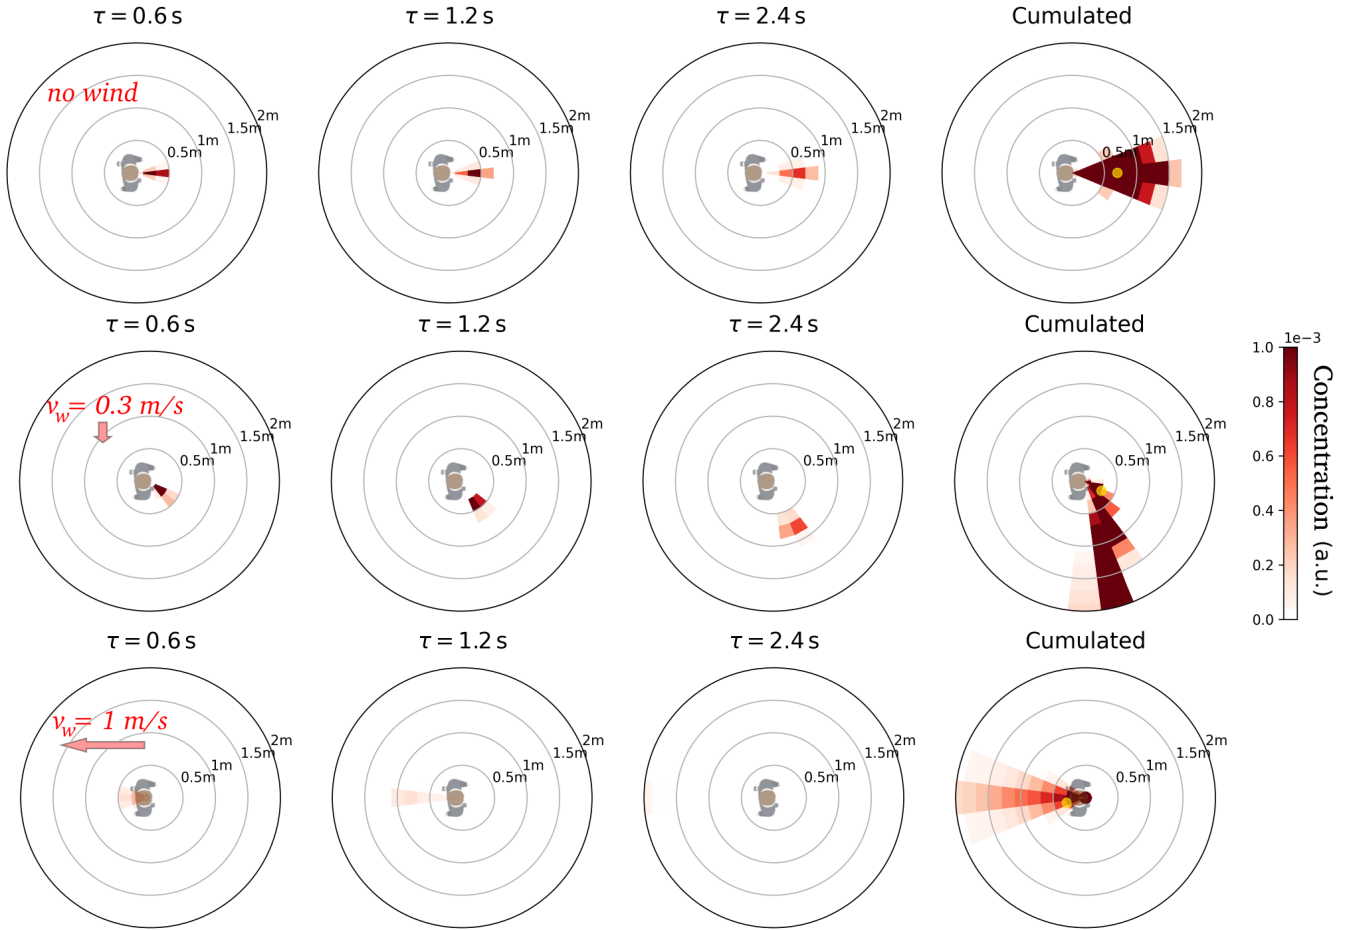 τ = 0.6 s
τ = 1.2 s
τ = 2.4 s
Cumulated
no wind
0.5m
1m
1.5m
2m
0.5m
1m
1.5m
2m
0.5m
1m
1.5m
2m
0.5m
1m
1.5m
2m
τ = 0.6 s
τ = 1.2 s
τ = 2.4 s
Cumulated
v_w = 0.3 m/s
0.5m
1m
1.5m
2m
0.5m
1m
1.5m
2m
0.5m
1m
1.5m
2m
0.5m
1m
1.5m
2m
1e−3
1.0
0.8
0.6
0.4
0.2
0.0
Concentration (a.u.)
τ = 0.6 s
τ = 1.2 s
τ = 2.4 s
Cumulated
v_w = 1 m/s
0.5m
1m
1.5m
2m
0.5m
1m
1.5m
2m
0.5m
1m
1.5m
2m
0.5m
1m
1.5m
2m